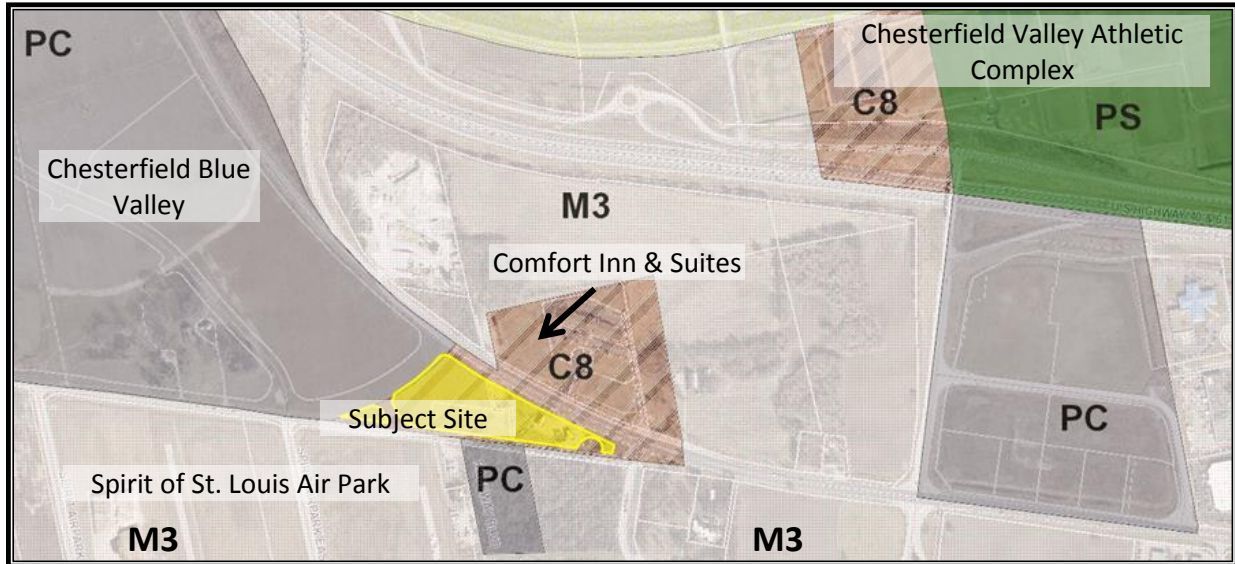 PC
Chesterfield Valley Athletic
Complex
C8
PS
Chesterfield Blue
Valley
M3
Comfort Inn & Suites
C8
Subject Site
PC
Spirit of St. Louis Air Park
PC
M3
M3